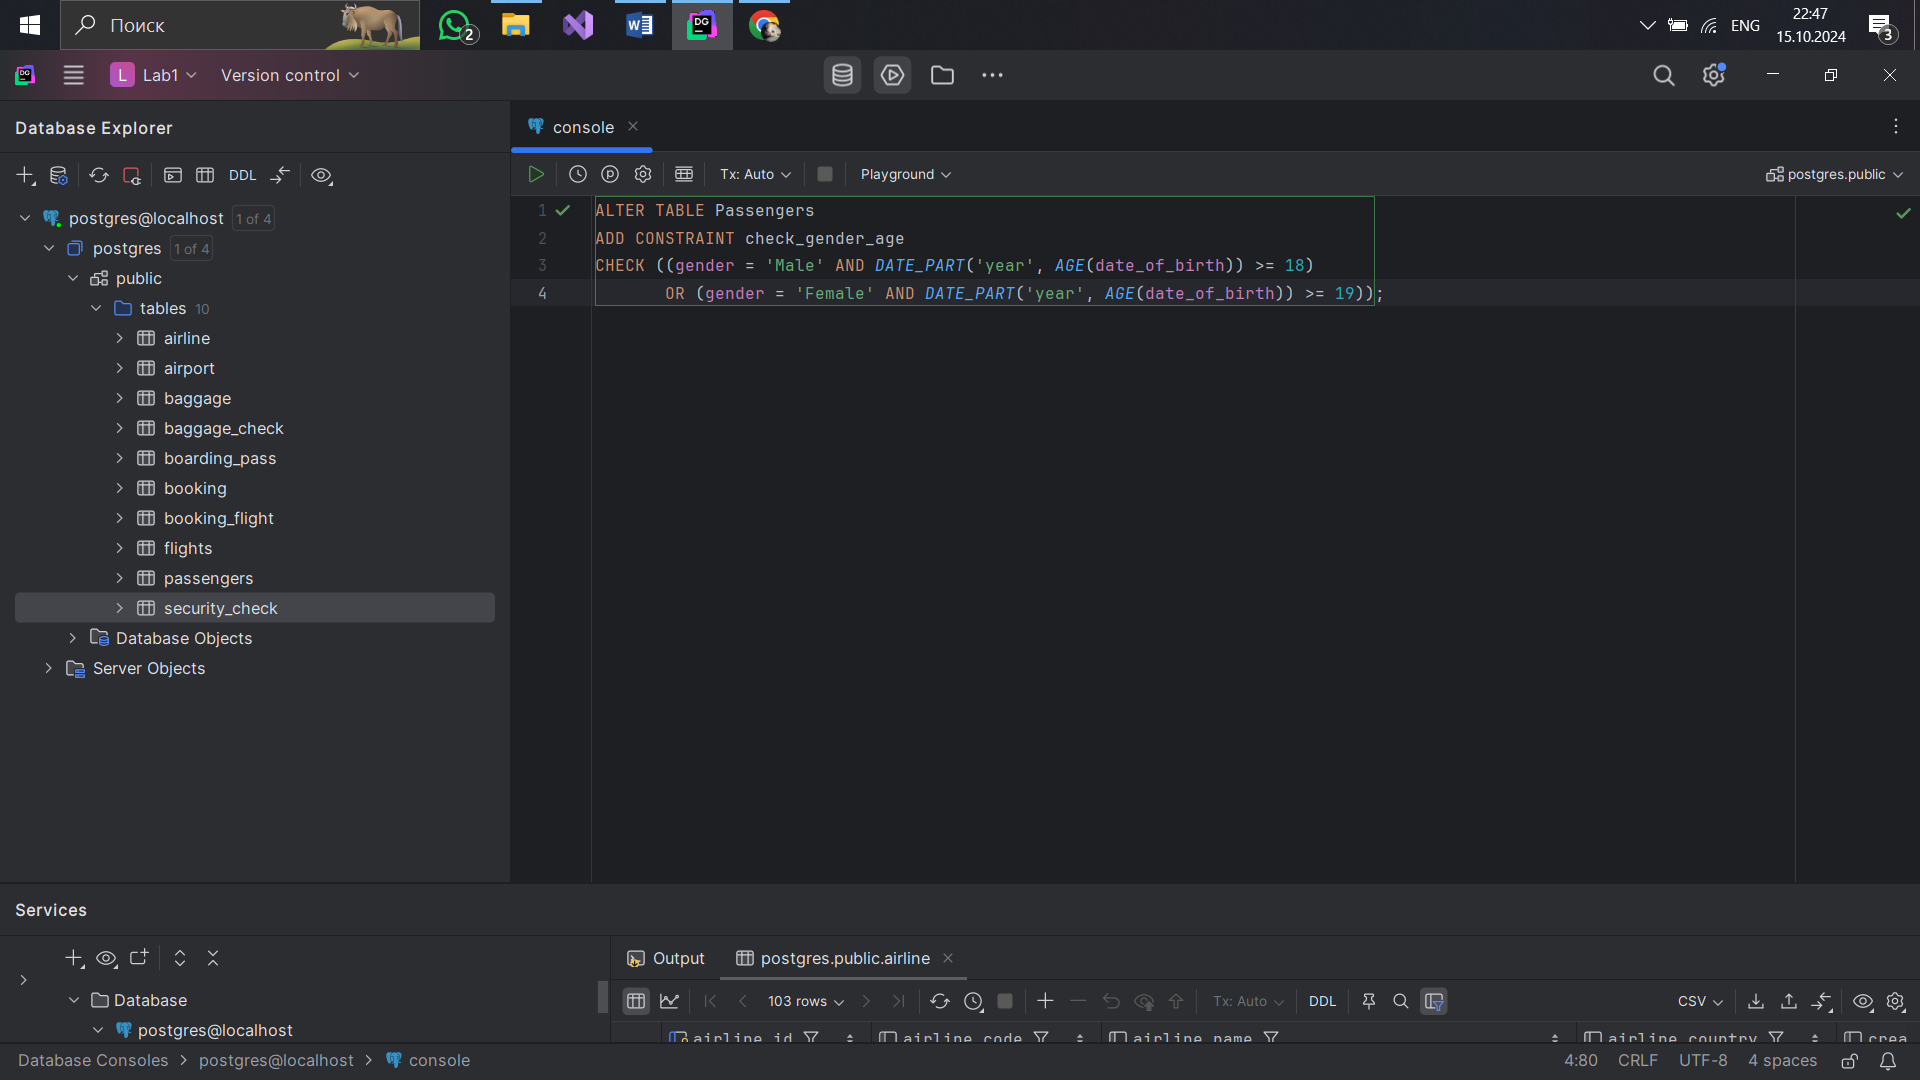 Поиск
2
ENG
22:47
15.10.2024
3
L
Lab1
Version control
Database Explorer
console
DDL
Tx: Auto
Playground
postgres.public
postgres@localhost 1 of 4
postgres 1 of 4
public
tables 10
airline
airport
baggage
baggage_check
boarding_pass
booking
booking_flight
flights
passengers
security_check
Database Objects
Server Objects
1 ALTER TABLE Passengers
2 ADD CONSTRAINT check_gender_age
3 CHECK ((gender = 'Male' AND DATE_PART('year', AGE(date_of_birth)) >= 18)
4 OR (gender = 'Female' AND DATE_PART('year', AGE(date_of_birth)) >= 19));
Services
Database
postgres@localhost
Output
postgres.public.airline
103 rows
Tx: Auto
DDL
CSV
airline_id
airline_code
airline_name
airline_country
crea
Database Consoles > postgres@localhost > console
4:80 CRLF UTF-8 4 spaces